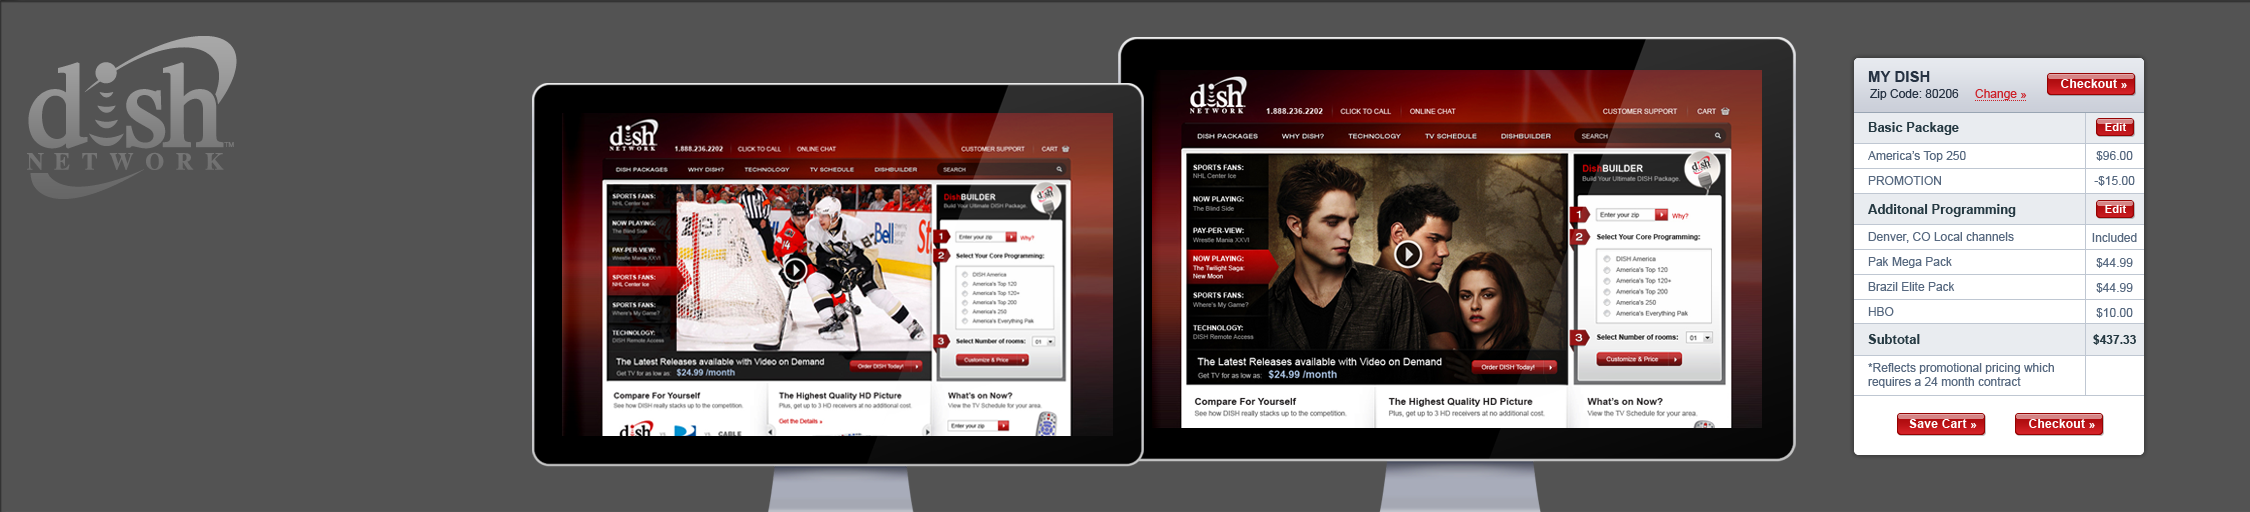 dish
NETWORK™
dish
NETWORK
1.888.236.2202 CLICK TO CALL ONLINE CHAT CUSTOMER SUPPORT CART
DISH PACKAGES WHY DISH? TECHNOLOGY TV SCHEDULE DISHBUILDER SEARCH
SPORTS FANS:
NHL Center Ice
NOW PLAYING:
The Blind Side
PAY-PER-VIEW:
Wrestle Mania XXVI
SPORTS FANS:
NHL Center Ice
SPORTS FANS:
Where's My Game?
TECHNOLOGY:
DISH Remote Access
Bell
14
The Latest Releases available with Video on Demand
Get TV for as low as: $24.99 /month
Order DISH Today!
DishBUILDER
Build Your Ultimate DISH Package.
dish
1 Enter your zip Why?
2 Select Your Core Programming:
DISH America
America's Top 120
America's Top 120+
America's Top 200
America's 250
America's Everything Pak
3 Select Number of rooms: 01
Customize & Price
Compare For Yourself
See how DISH really stacks up to the competition.
dish
CABLE
The Highest Quality HD Picture
Plus, get up to 3 HD receivers at no additional cost.
Get the Details »
What's on Now?
View the TV Schedule for your area.
Enter your zip
dish
NETWORK
1.888.236.2202 CLICK TO CALL ONLINE CHAT CUSTOMER SUPPORT CART
DISH PACKAGES WHY DISH? TECHNOLOGY TV SCHEDULE DISHBUILDER SEARCH
SPORTS FANS:
NHL Center Ice
NOW PLAYING:
The Blind Side
PAY-PER-VIEW:
Wrestle Mania XXVI
NOW PLAYING:
The Twilight Saga:
New Moon
SPORTS FANS:
Where's My Game?
TECHNOLOGY:
DISH Remote Access
The Latest Releases available with Video on Demand
Get TV for as low as: $24.99 /month
Order DISH Today!
DishBUILDER
Build Your Ultimate DISH Package.
dish
1 Enter your zip Why?
2 Select Your Core Programming:
DISH America
America's Top 120
America's Top 120+
America's Top 200
America's 250
America's Everything Pak
3 Select Number of rooms: 01
Customize & Price
Compare For Yourself
See how DISH really stacks up to the competition.
The Highest Quality HD Picture
Plus, get up to 3 HD receivers at no additional cost.
What's on Now?
View the TV Schedule for your area.
MY DISH
Zip Code: 80206 Change »
Checkout »
Basic Package Edit
America's Top 250 $96.00
PROMOTION -$15.00
Additonal Programming Edit
Denver, CO Local channels Included
Pak Mega Pack $44.99
Brazil Elite Pack $44.99
HBO $10.00
Subtotal $437.33
*Reflects promotional pricing which
requires a 24 month contract
Save Cart » Checkout »